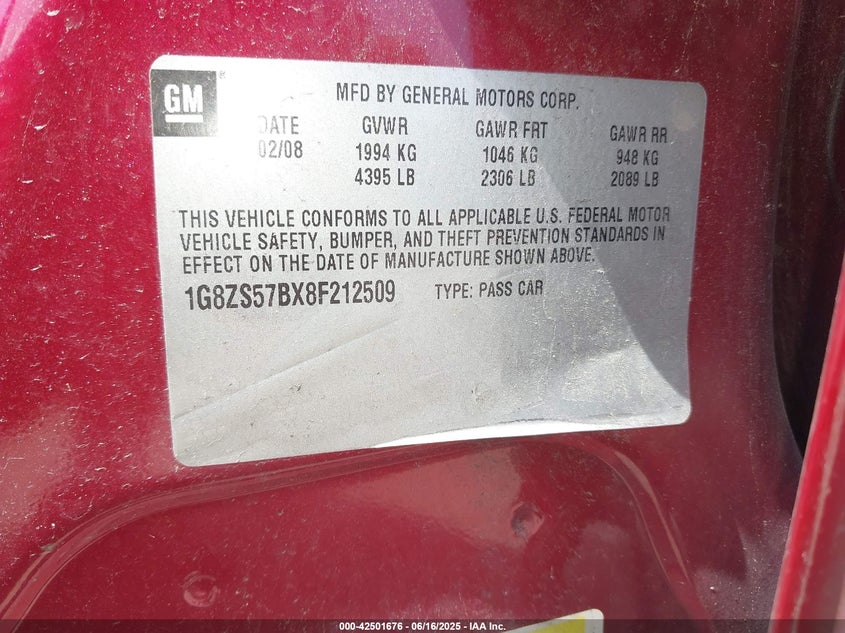 GM®
MFD BY GENERAL MOTORS CORP.
DATE GVWR GAWR FRT GAWR RR
02/08 1994 KG 1046 KG 948 KG
4395 LB 2306 LB 2089 LB
THIS VEHICLE CONFORMS TO ALL APPLICABLE U.S. FEDERAL MOTOR
VEHICLE SAFETY, BUMPER, AND THEFT PREVENTION STANDARDS IN
EFFECT ON THE DATE OF MANUFACTURE SHOWN ABOVE.
1G8ZS57BX8F212509 TYPE: PASS CAR
000-42501676 - 06/16/2025 - IAA Inc.